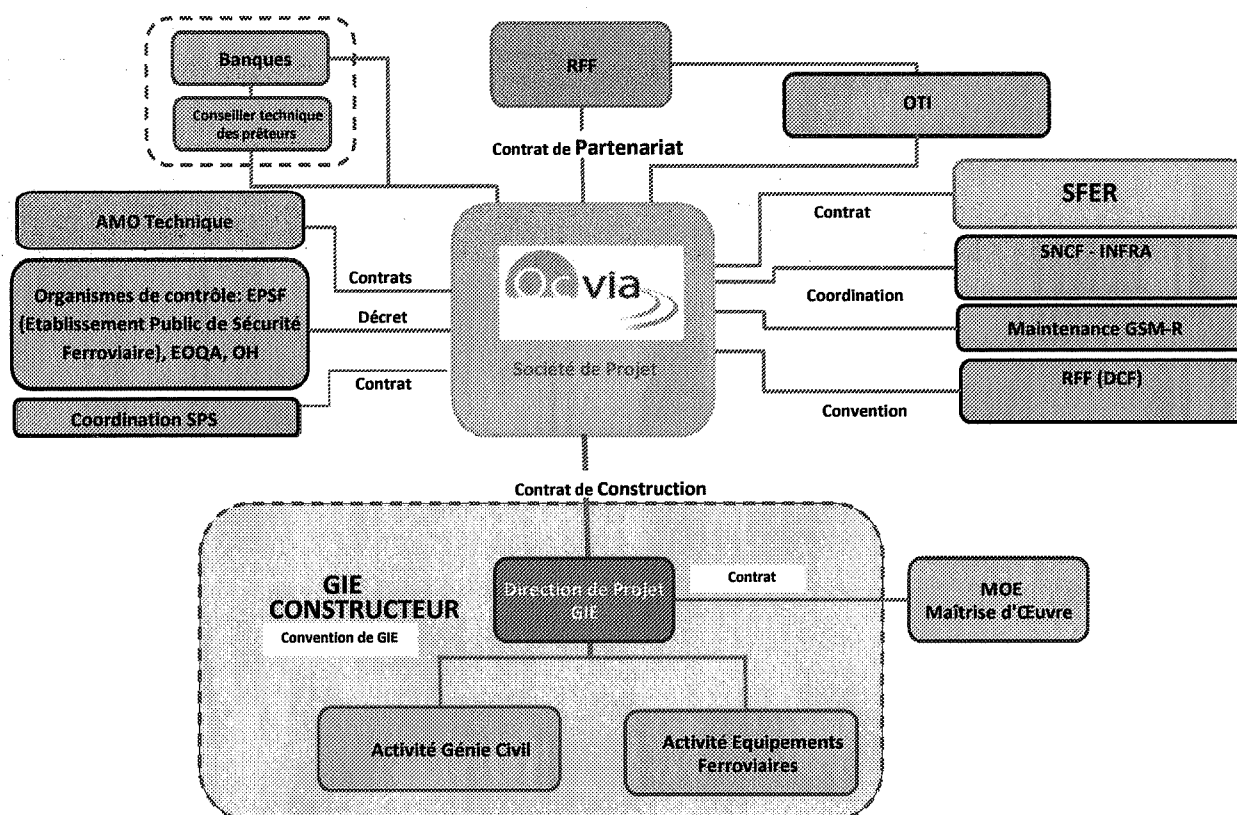 Banques
Conseiller technique
des prêteurs
RFF
OTI
Contrat de Partenariat
AMO Technique
Contrats
Organismes de contrôle: EPSF
(Etablissement Public de Sécurité
Ferroviaire), EOQA, OH
Décret
Contrat
Coordination SPS
Oc via
Société de Projet
Contrat
SFER
SNCF - INFRA
Coordination
Maintenance GSM-R
RFF (DCF)
Convention
Contrat de Construction
GIE
CONSTRUCTEUR
Convention de GIE
Direction de Projet
GIE
Contrat
MOE
Maîtrise d'Œuvre
Activité Génie Civil
Activité Equipements
Ferroviaires